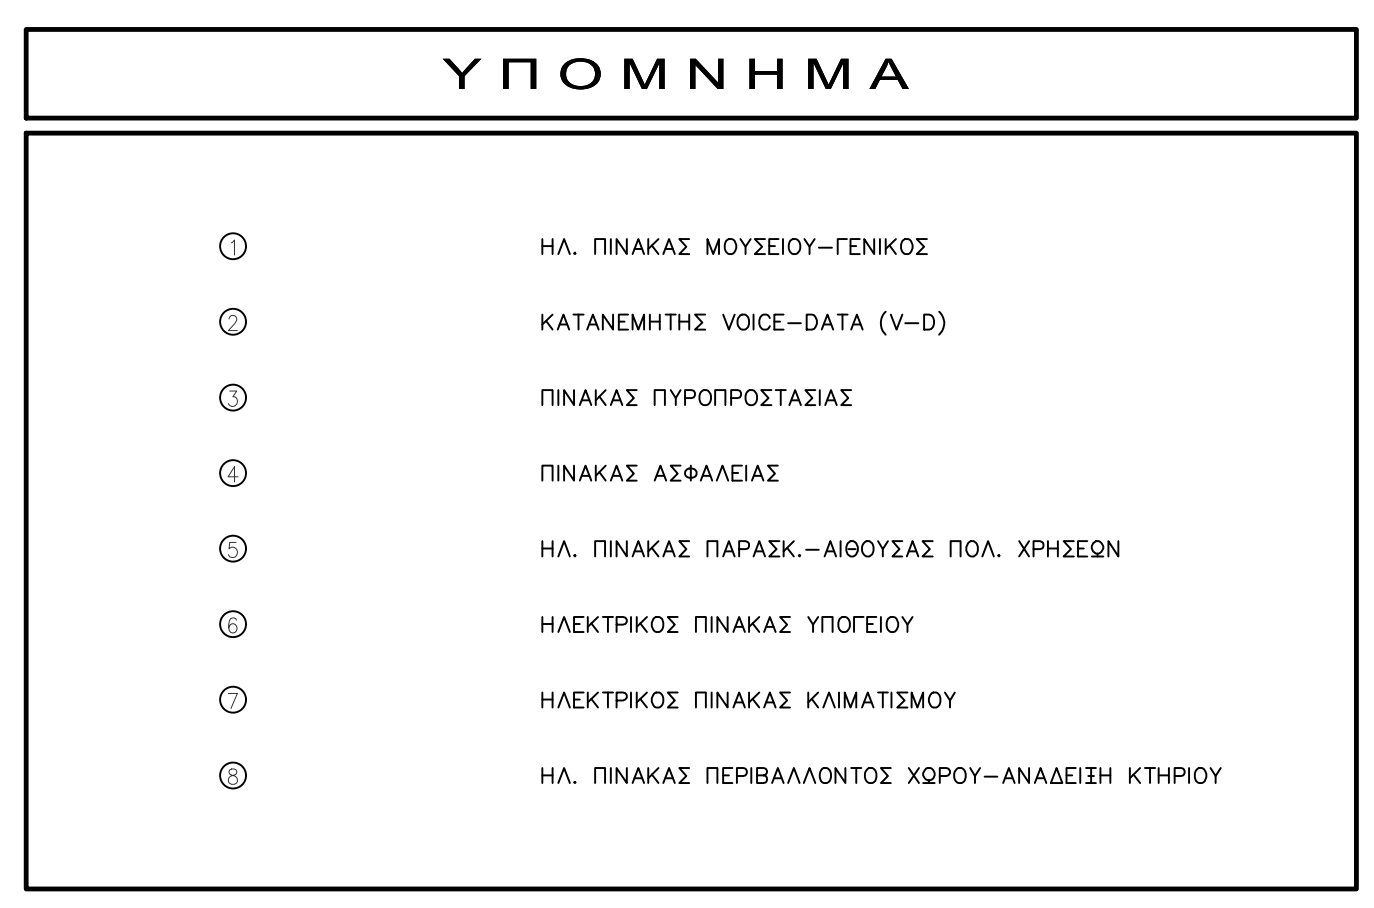 ΥΠΟΜΝΗΜΑ
1 ΗΛ. ΠΙΝΑΚΑΣ ΜΟΥΣΕΙΟΥ–ΓΕΝΙΚΟΣ
2 ΚΑΤΑΝΕΜΗΤΗΣ VOICE–DATA (V–D)
3 ΠΙΝΑΚΑΣ ΠΥΡΟΠΡΟΣΤΑΣΙΑΣ
4 ΠΙΝΑΚΑΣ ΑΣΦΑΛΕΙΑΣ
5 ΗΛ. ΠΙΝΑΚΑΣ ΠΑΡΑΣΚ.–ΑΙΘΟΥΣΑΣ ΠΟΛ. ΧΡΗΣΕΩΝ
6 ΗΛΕΚΤΡΙΚΟΣ ΠΙΝΑΚΑΣ ΥΠΟΓΕΙΟΥ
7 ΗΛΕΚΤΡΙΚΟΣ ΠΙΝΑΚΑΣ ΚΛΙΜΑΤΙΣΜΟΥ
8 ΗΛ. ΠΙΝΑΚΑΣ ΠΕΡΙΒΑΛΛΟΝΤΟΣ ΧΩΡΟΥ–ΑΝΑΔΕΙΞΗ ΚΤΗΡΙΟΥ